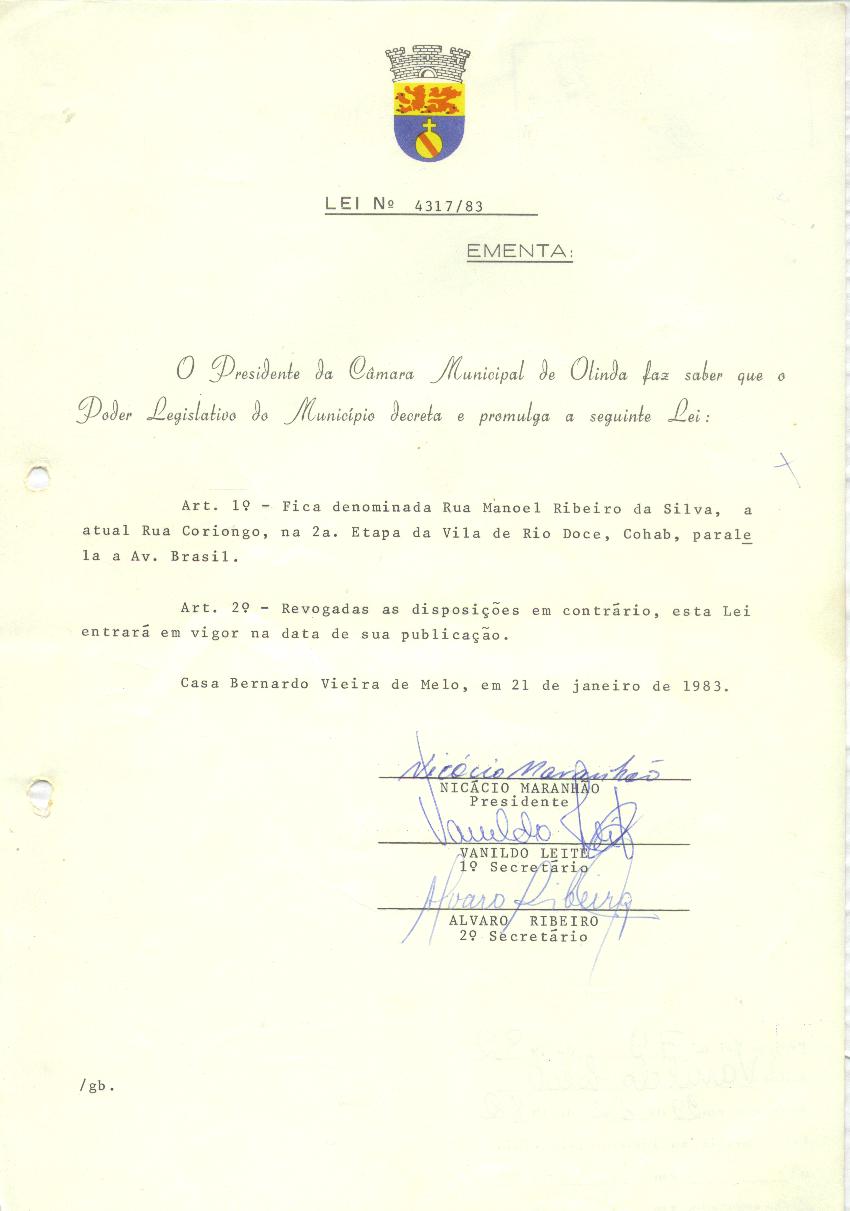 LEI Nº 4317/83
EMENTA:
O Presidente da Câmara Municipal de Olinda faz saber que o
Poder Legislativo do Município decreta e promulga a seguinte Lei:
Art. 1º - Fica denominada Rua Manoel Ribeiro da Silva, a
atual Rua Coriongo, na 2a. Etapa da Vila de Rio Doce, Cohab, parale
la a Av. Brasil.
Art. 2º - Revogadas as disposições em contrário, esta Lei
entrará em vigor na data de sua publicação.
Casa Bernardo Vieira de Melo, em 21 de janeiro de 1983.
Nicácio Maranhão
NICÁCIO MARANHÃO
Presidente
Vanildo Leite
VANILDO LEITE
1º Secretário
Alvaro Ribeiro
ALVARO RIBEIRO
2º Secretário
/gb.